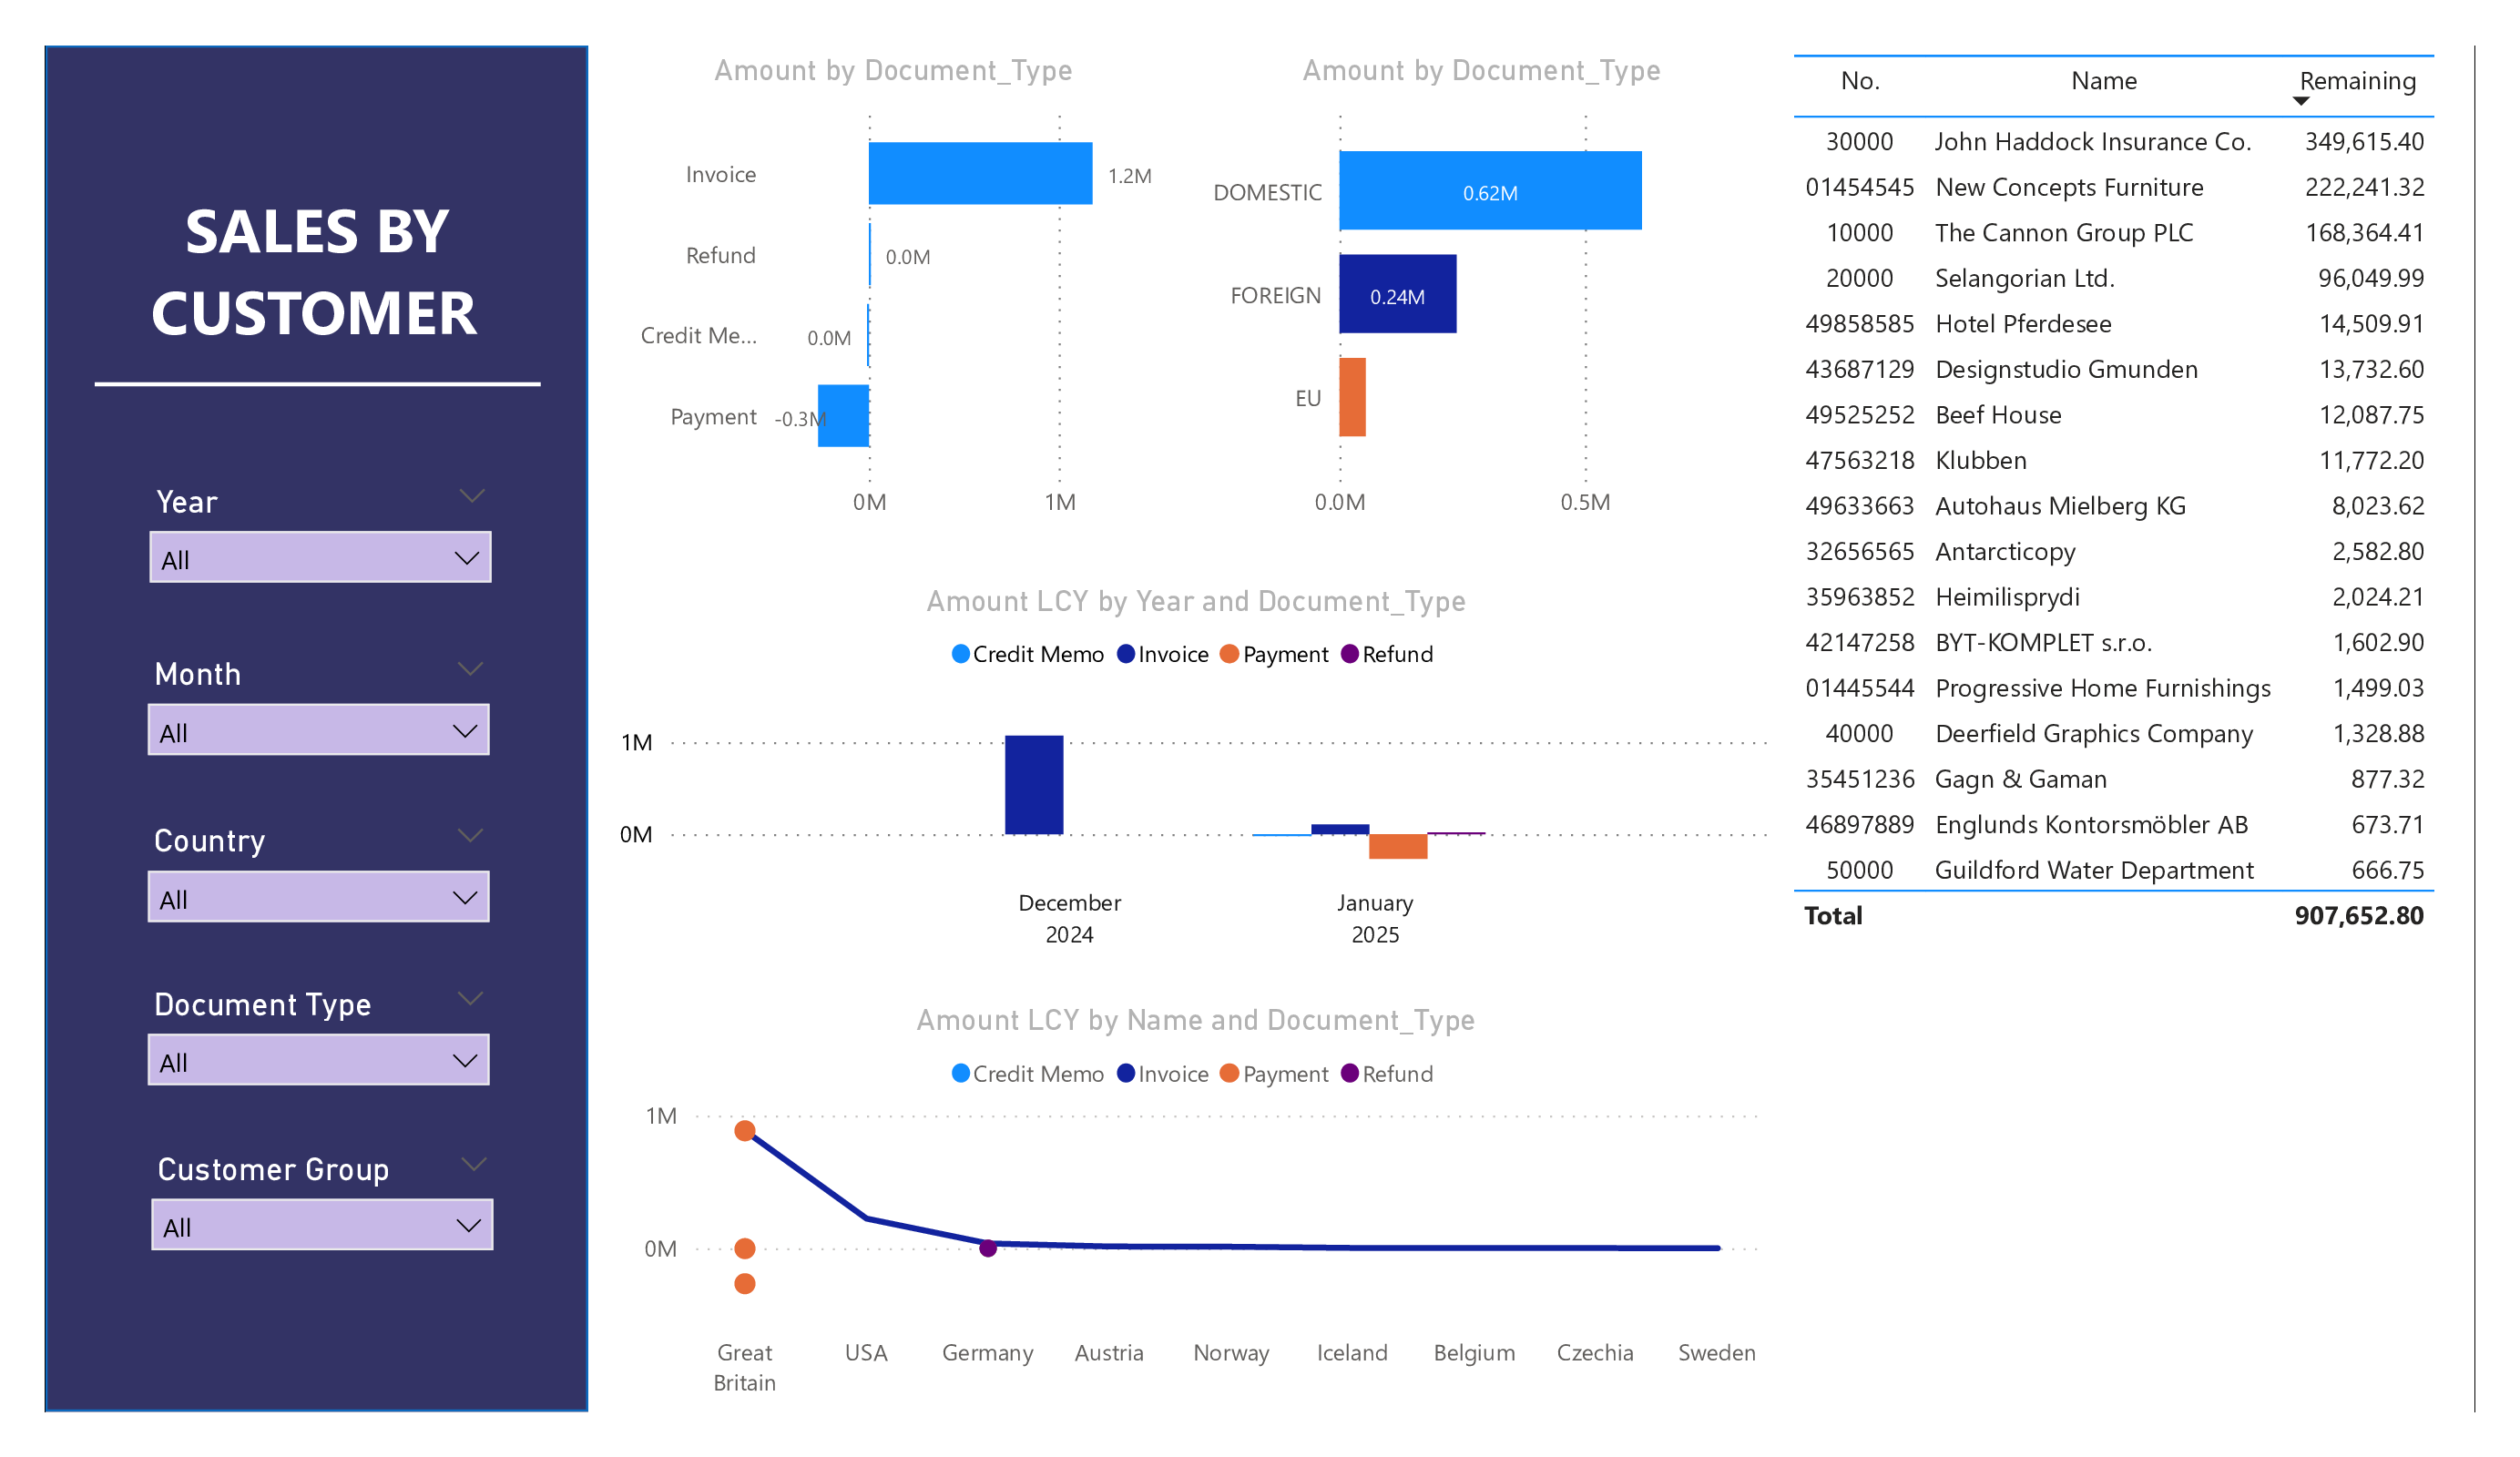 SALES BY
CUSTOMER
Year
All
Month
All
Country
All
Document Type
All
Customer Group
All
Amount by Document_Type
Invoice
1.2M
Refund
0.0M
Credit Me...
0.0M
Payment
-0.3M
0M 1M
Amount by Document_Type
DOMESTIC
0.62M
FOREIGN
0.24M
EU
0.0M 0.5M
Amount LCY by Year and Document_Type
Credit Memo Invoice Payment Refund
1M
0M
December January
2024 2025
Amount LCY by Name and Document_Type
Credit Memo Invoice Payment Refund
1M
0M
Great USA Germany Austria Norway Iceland Belgium Czechia Sweden
Britain
No. Name Remaining
30000 John Haddock Insurance Co. 349,615.40
01454545 New Concepts Furniture 222,241.32
10000 The Cannon Group PLC 168,364.41
20000 Selangorian Ltd. 96,049.99
49858585 Hotel Pferdesee 14,509.91
43687129 Designstudio Gmunden 13,732.60
49525252 Beef House 12,087.75
47563218 Klubben 11,772.20
49633663 Autohaus Mielberg KG 8,023.62
32656565 Antarcticopy 2,582.80
35963852 Heimilisprydi 2,024.21
42147258 BYT-KOMPLET s.r.o. 1,602.90
01445544 Progressive Home Furnishings 1,499.03
40000 Deerfield Graphics Company 1,328.88
35451236 Gagn & Gaman 877.32
46897889 Englunds Kontorsmöbler AB 673.71
50000 Guildford Water Department 666.75
Total 907,652.80